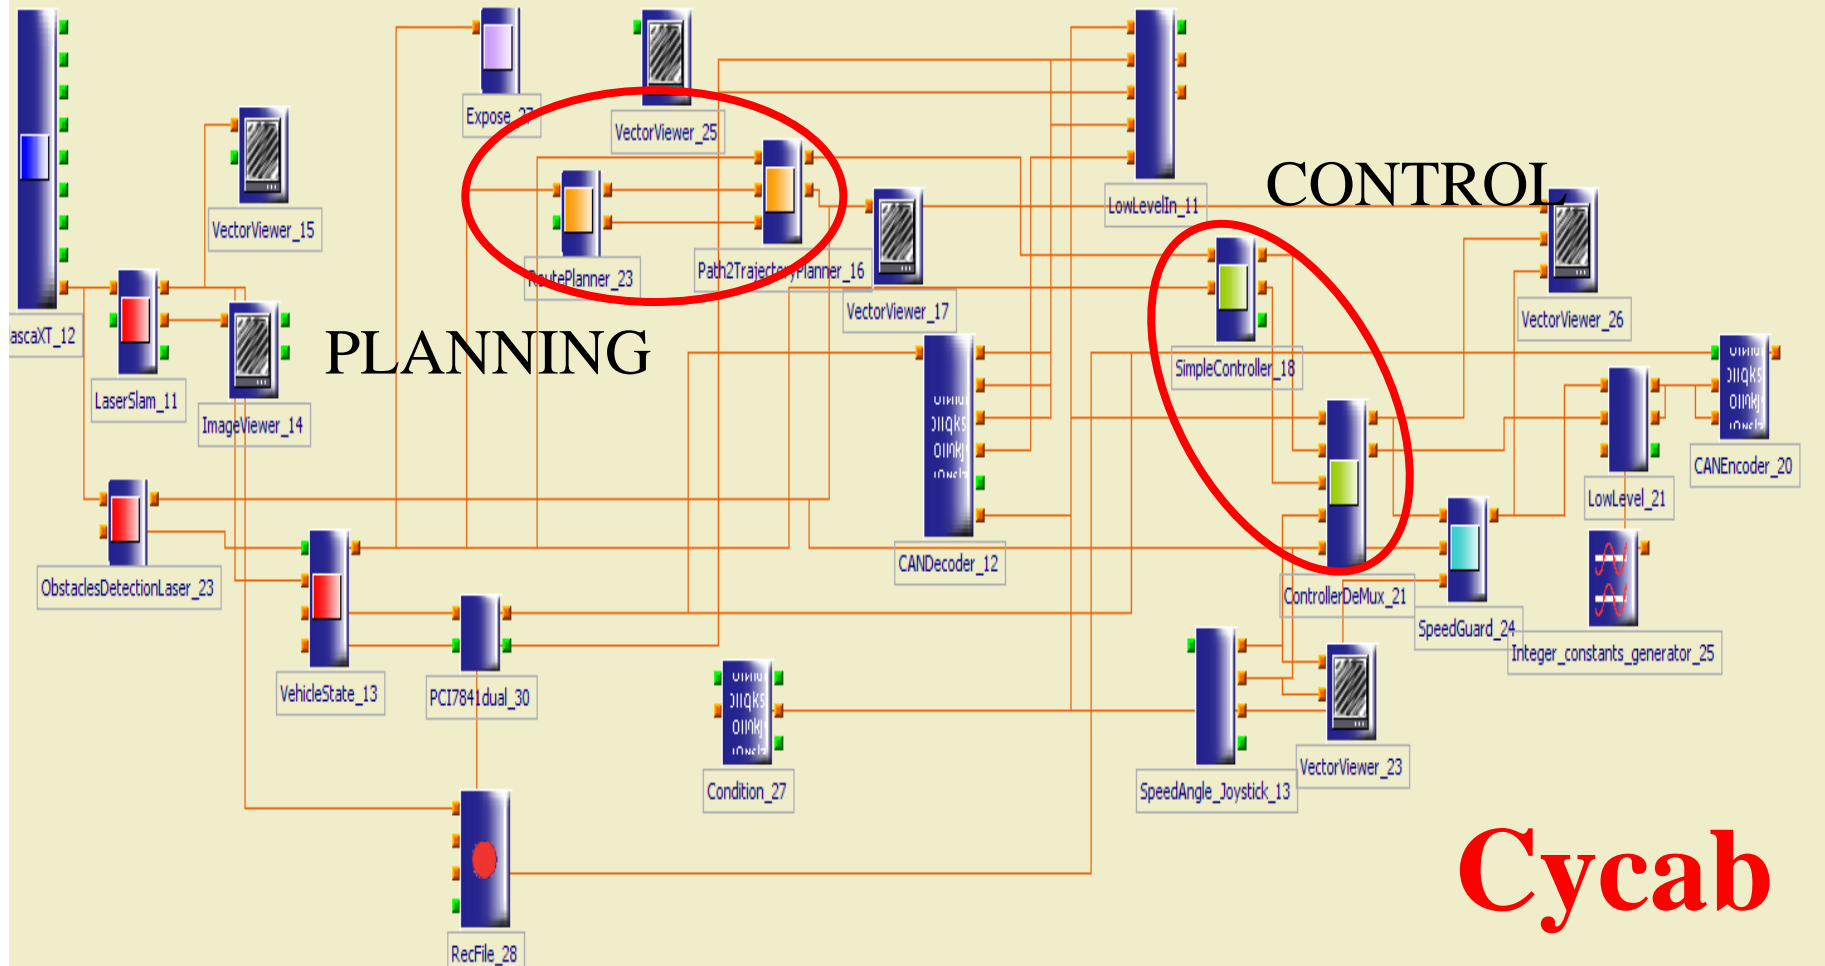 Expose_27
VectorViewer_25
VectorViewer_15
LowLevelIn_11
CONTROL
RoutePlanner_23
Path2TrajectoryPlanner_16
VectorViewer_17
VectorViewer_26
ascaXT_12
PLANNING
LaserSlam_11
ImageViewer_14
SimpleController_18
CANEncoder_20
LowLevel_21
CANDecoder_12
ObstaclesDetectionLaser_23
ControllerDeMux_21
SpeedGuard_24
Integer_constants_generator_25
VehicleState_13
PCI7841dual_30
Condition_27
SpeedAngle_Joystick_13
VectorViewer_23
Cycab
RecFile_28